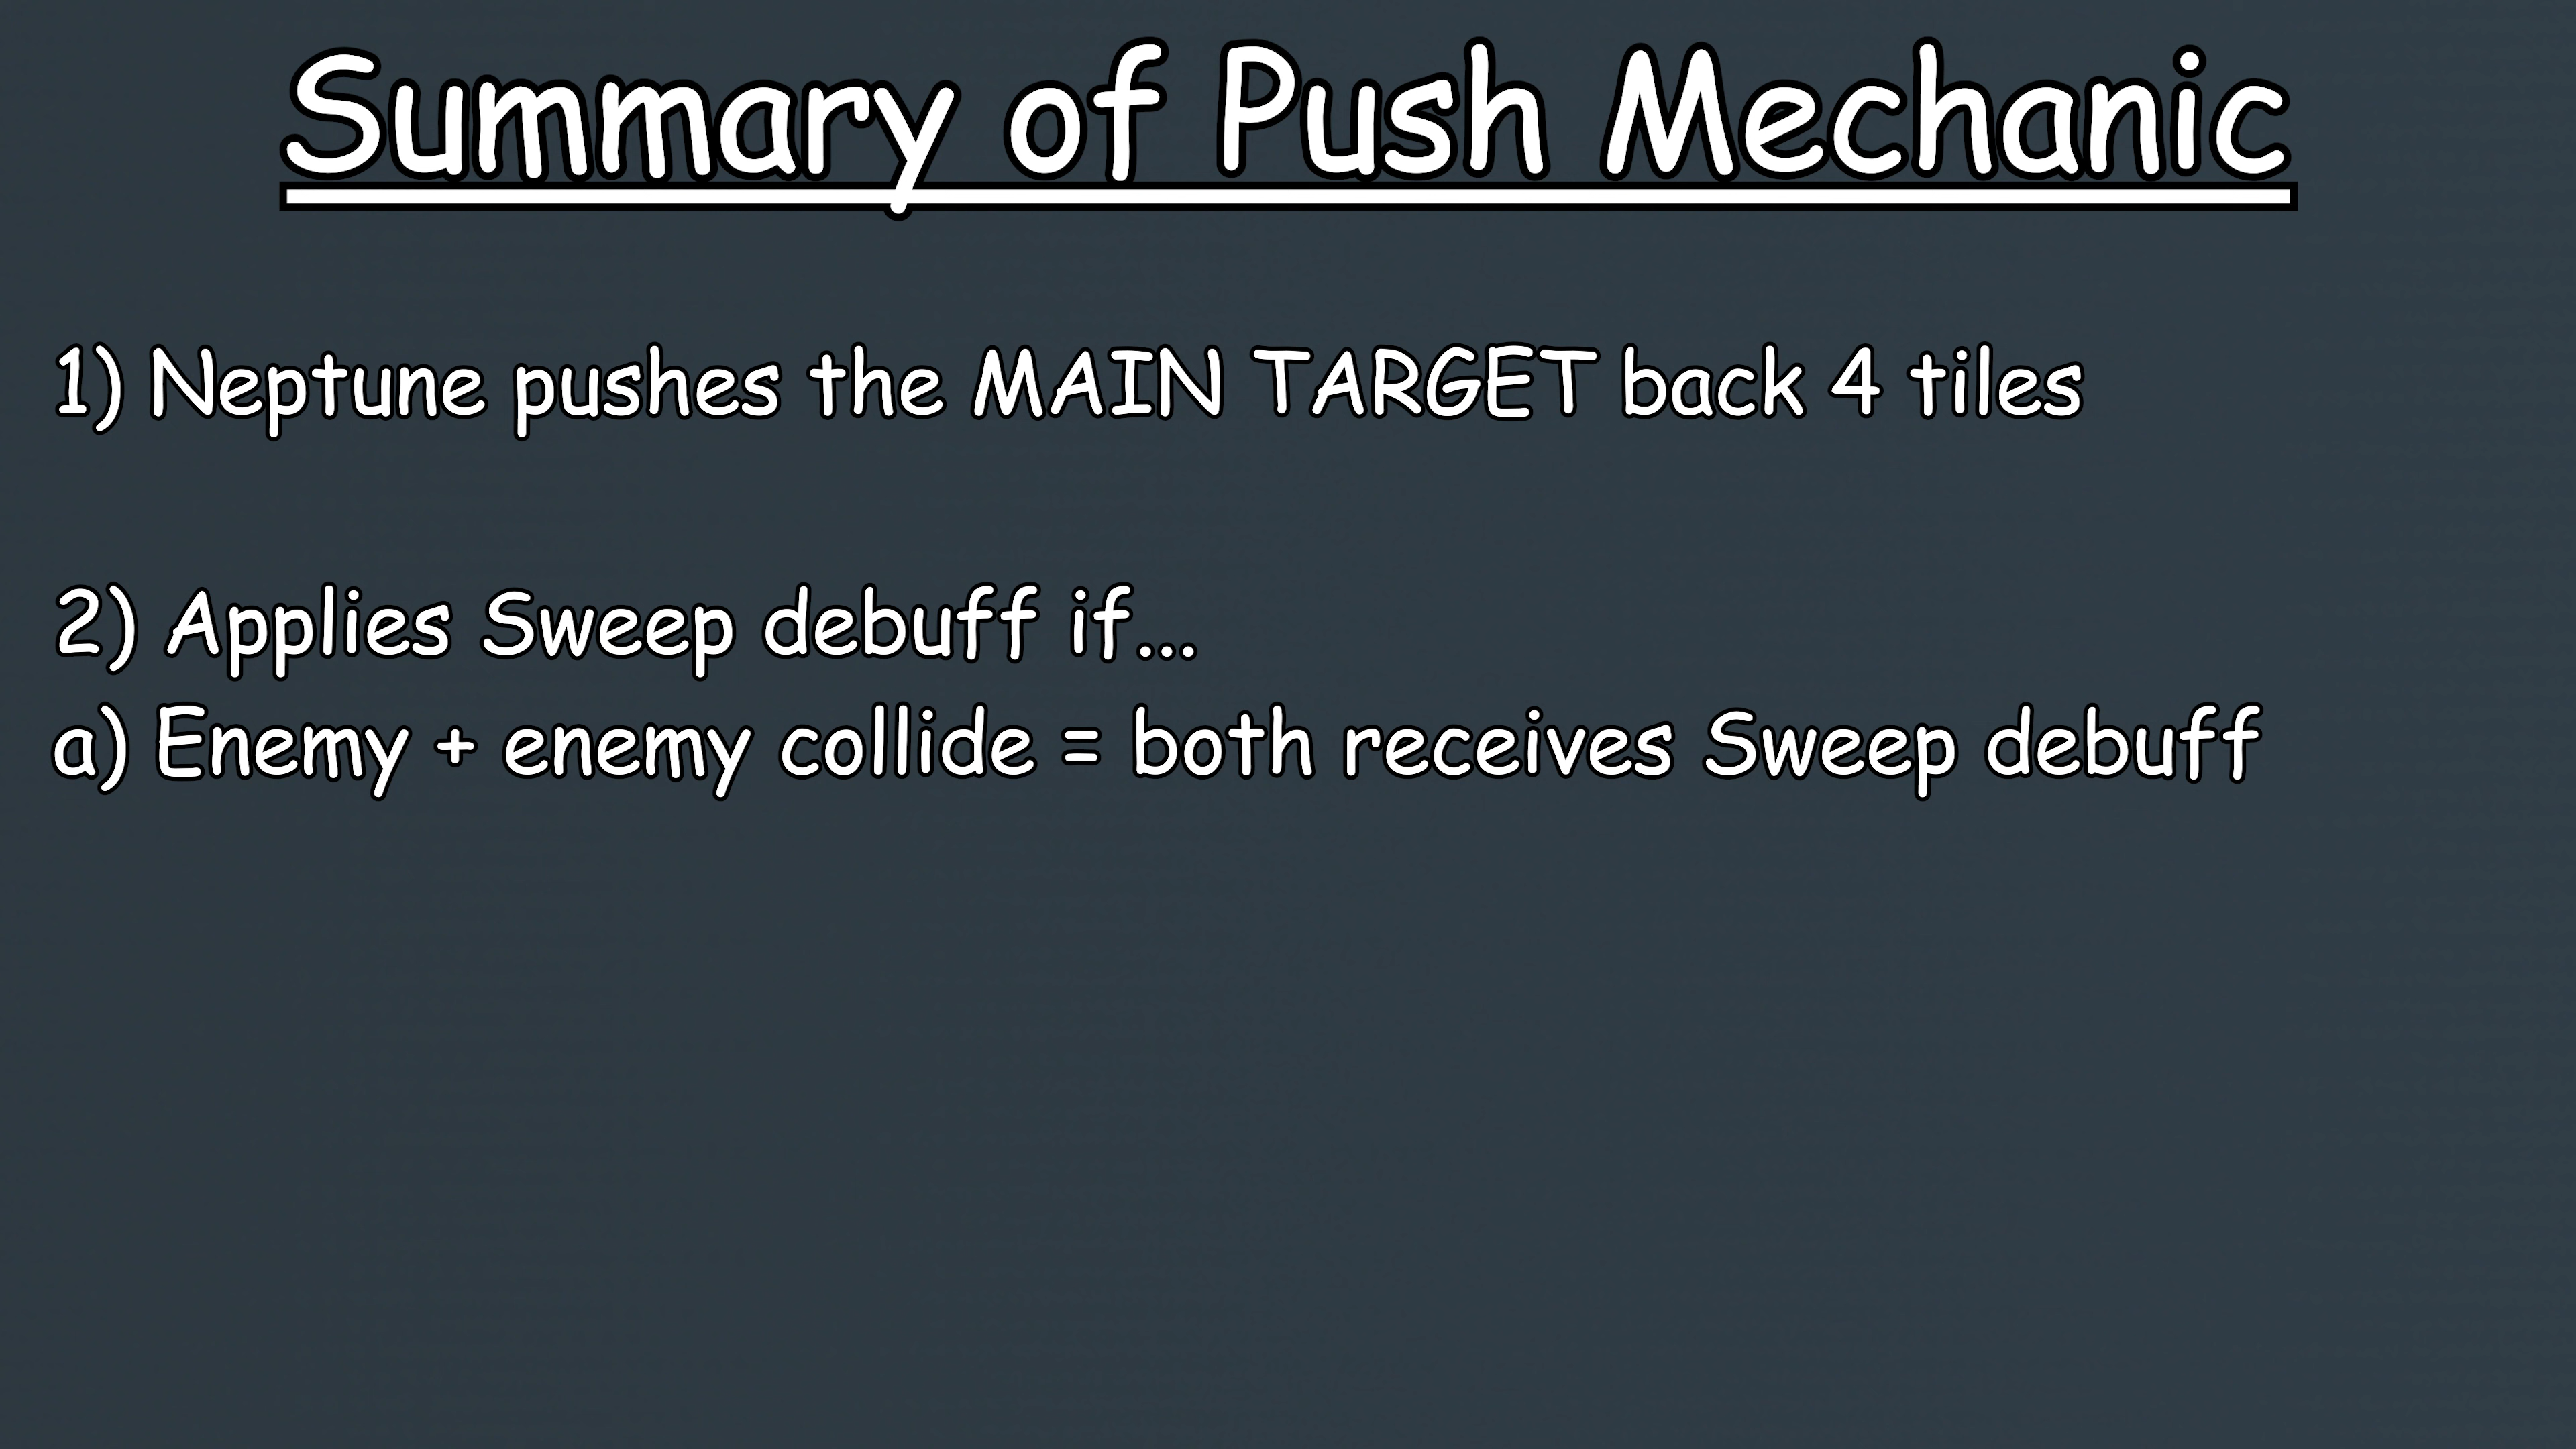 Summary of Push Mechanic
1) Neptune pushes the MAIN TARGET back 4 tiles
2) Applies Sweep debuff if...
a) Enemy + enemy collide = both receives Sweep debuff